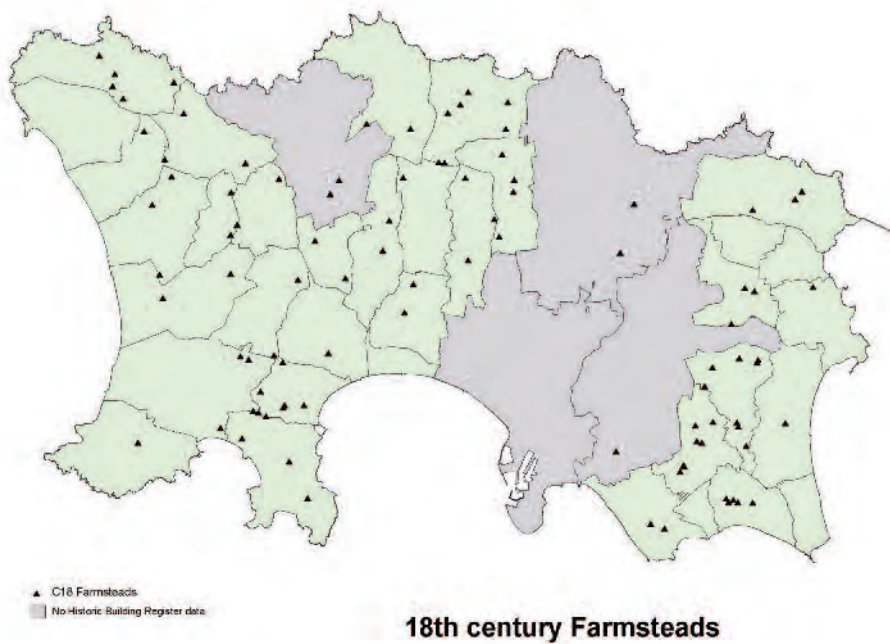 C18 Farmsteads
No Historic Building Register data
18th century Farmsteads